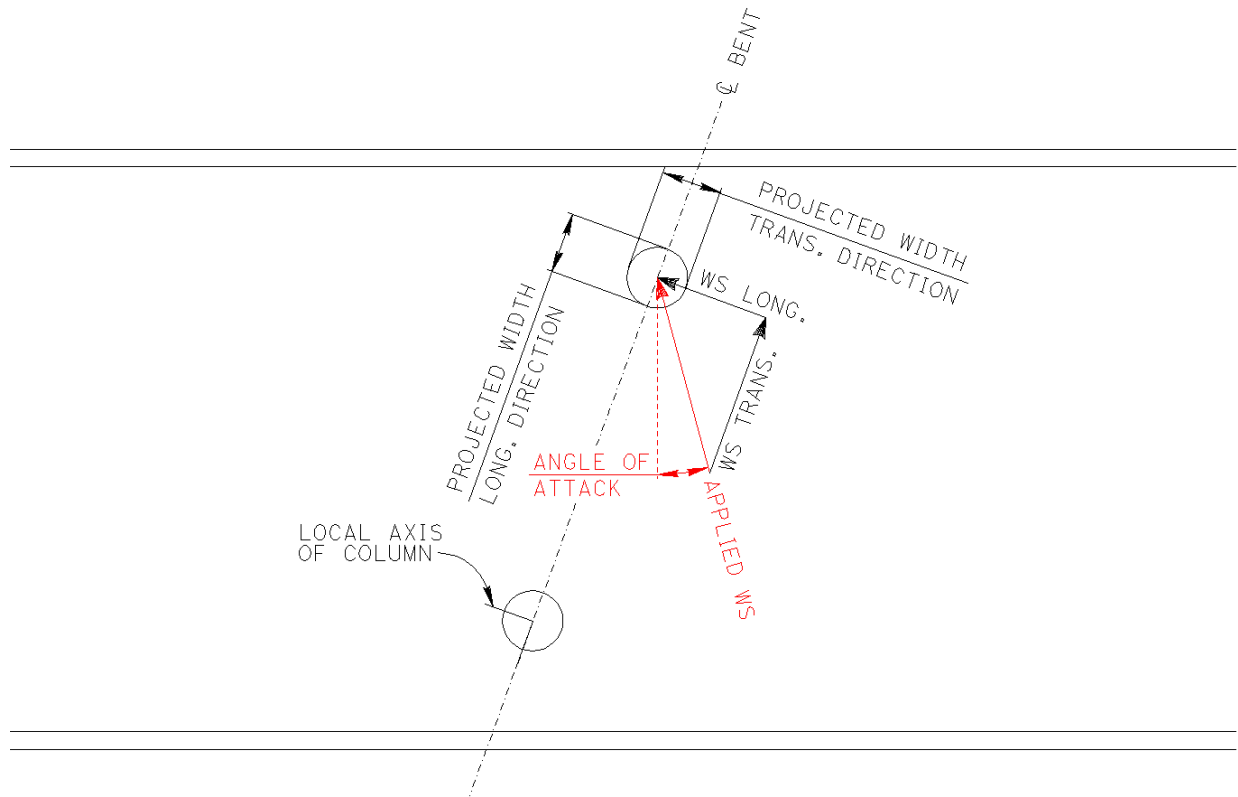 ℄ BENT
PROJECTED WIDTH
TRANS. DIRECTION
WS LONG.
PROJECTED WIDTH
LONG. DIRECTION
WS TRANS.
ANGLE OF
ATTACK
APPLIED WS
LOCAL AXIS
OF COLUMN